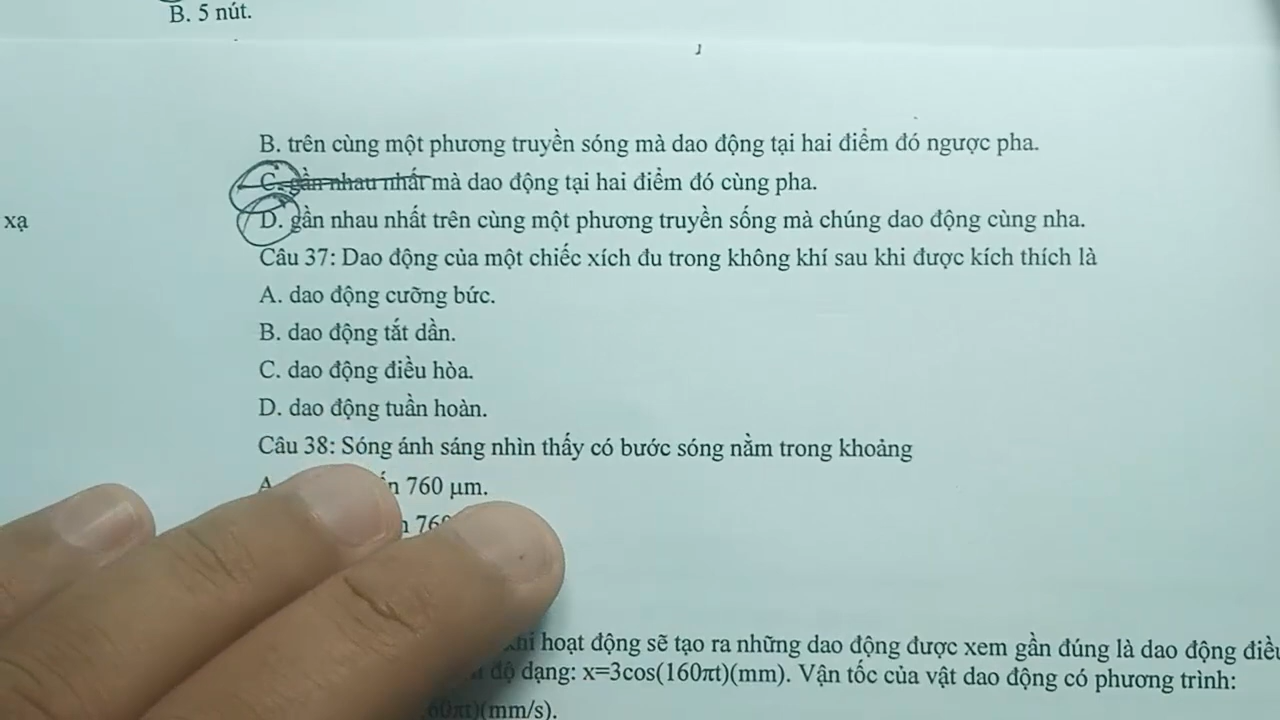 B. 5 nút.
B. trên cùng một phương truyền sóng mà dao động tại hai điểm đó ngược pha.
C. gần nhau nhất mà dao động tại hai điểm đó cùng pha.
xạ
D. gần nhau nhất trên cùng một phương truyền sống mà chúng dao động cùng nha.
Câu 37: Dao động của một chiếc xích đu trong không khí sau khi được kích thích là
A. dao động cưỡng bức.
B. dao động tắt dần.
C. dao động điều hòa.
D. dao động tuần hoàn.
Câu 38: Sóng ánh sáng nhìn thấy có bước sóng nằm trong khoảng
A 760 μm.
hoạt động sẽ tạo ra những dao động được xem gần đúng là dao động
độ dạng: x=3cos(160πt)(mm). Vận tốc của vật dao động có phương trình:
(mm/s).